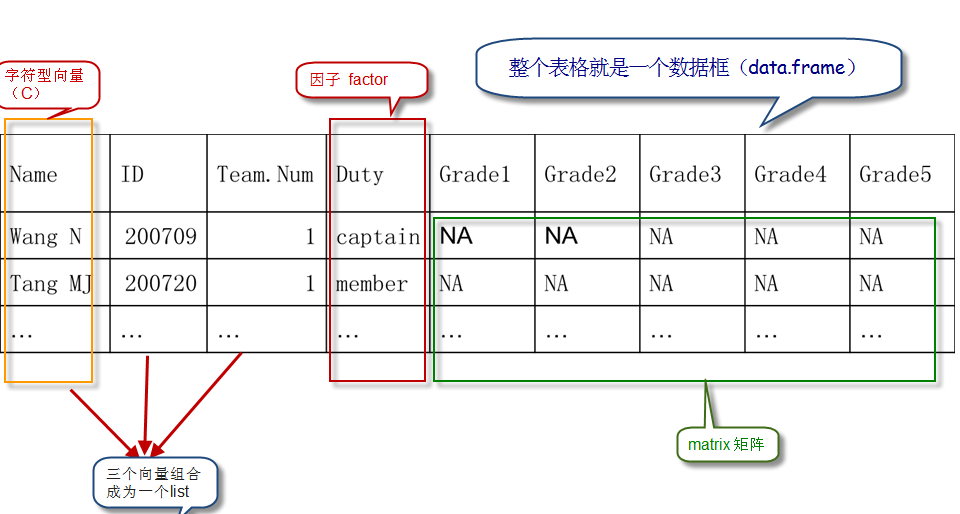 整个表格就是一个数据框（data.frame）
字符型向量
（C）
因子 factor
Name ID Team.Num Duty Grade1 Grade2 Grade3 Grade4 Grade5
Wang N 200709 1 captain NA NA NA NA NA
Tang MJ 200720 1 member NA NA NA NA NA
… … … … … … … … …
matrix 矩阵
三个向量组合
成为一个list